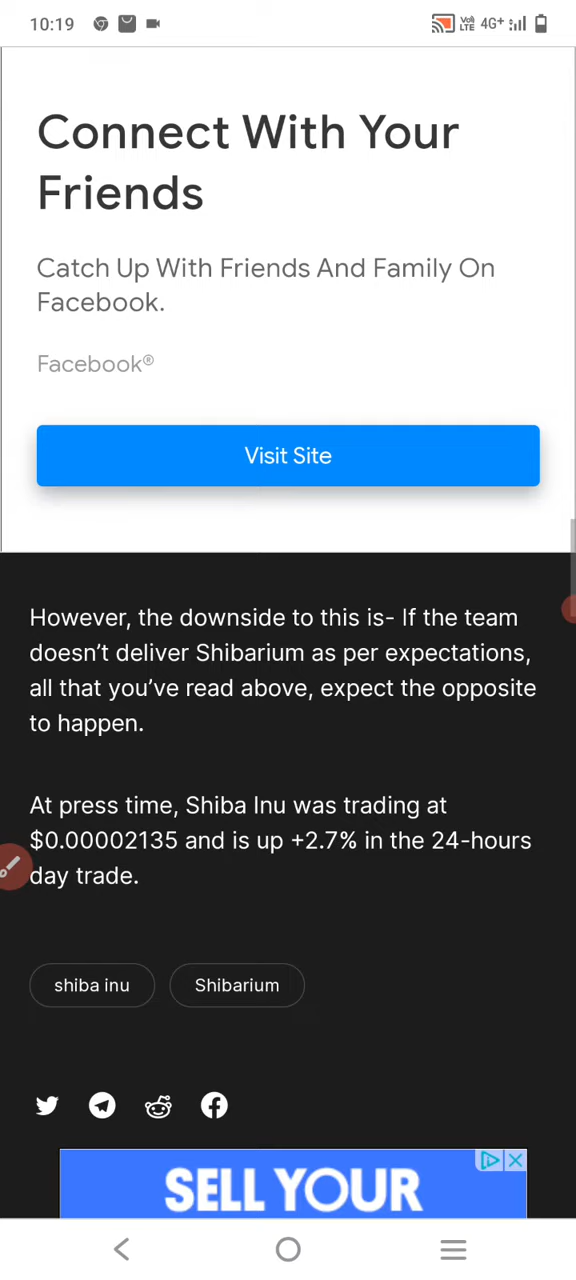 10:19
Vo)
LTE 4G+
Connect With Your
Friends
Catch Up With Friends And Family On
Facebook.
Facebook®
Visit Site
However, the downside to this is- If the team
doesn’t deliver Shibarium as per expectations,
all that you’ve read above, expect the opposite
to happen.
At press time, Shiba Inu was trading at
$0.00002135 and is up +2.7% in the 24-hours
day trade.
shiba inu
Shibarium
SELL YOUR